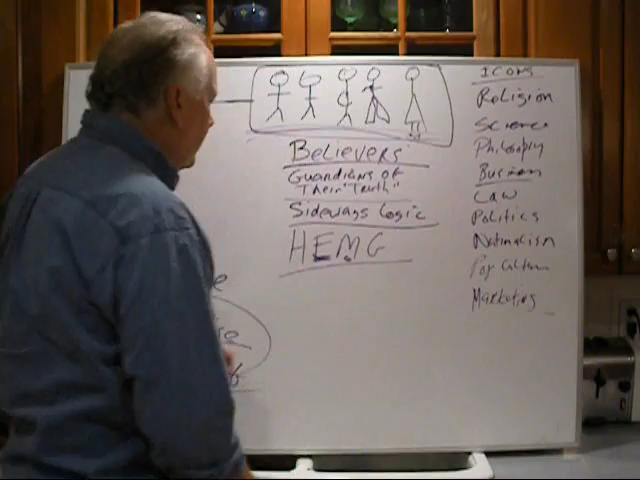 Believers
Guardians of
Their "Truth"
Sideways Logic
HEMG
ICONS
Religion
Science
Philosophy
Business
Law
Politics
Nationalism
Pop Culture
Marketing